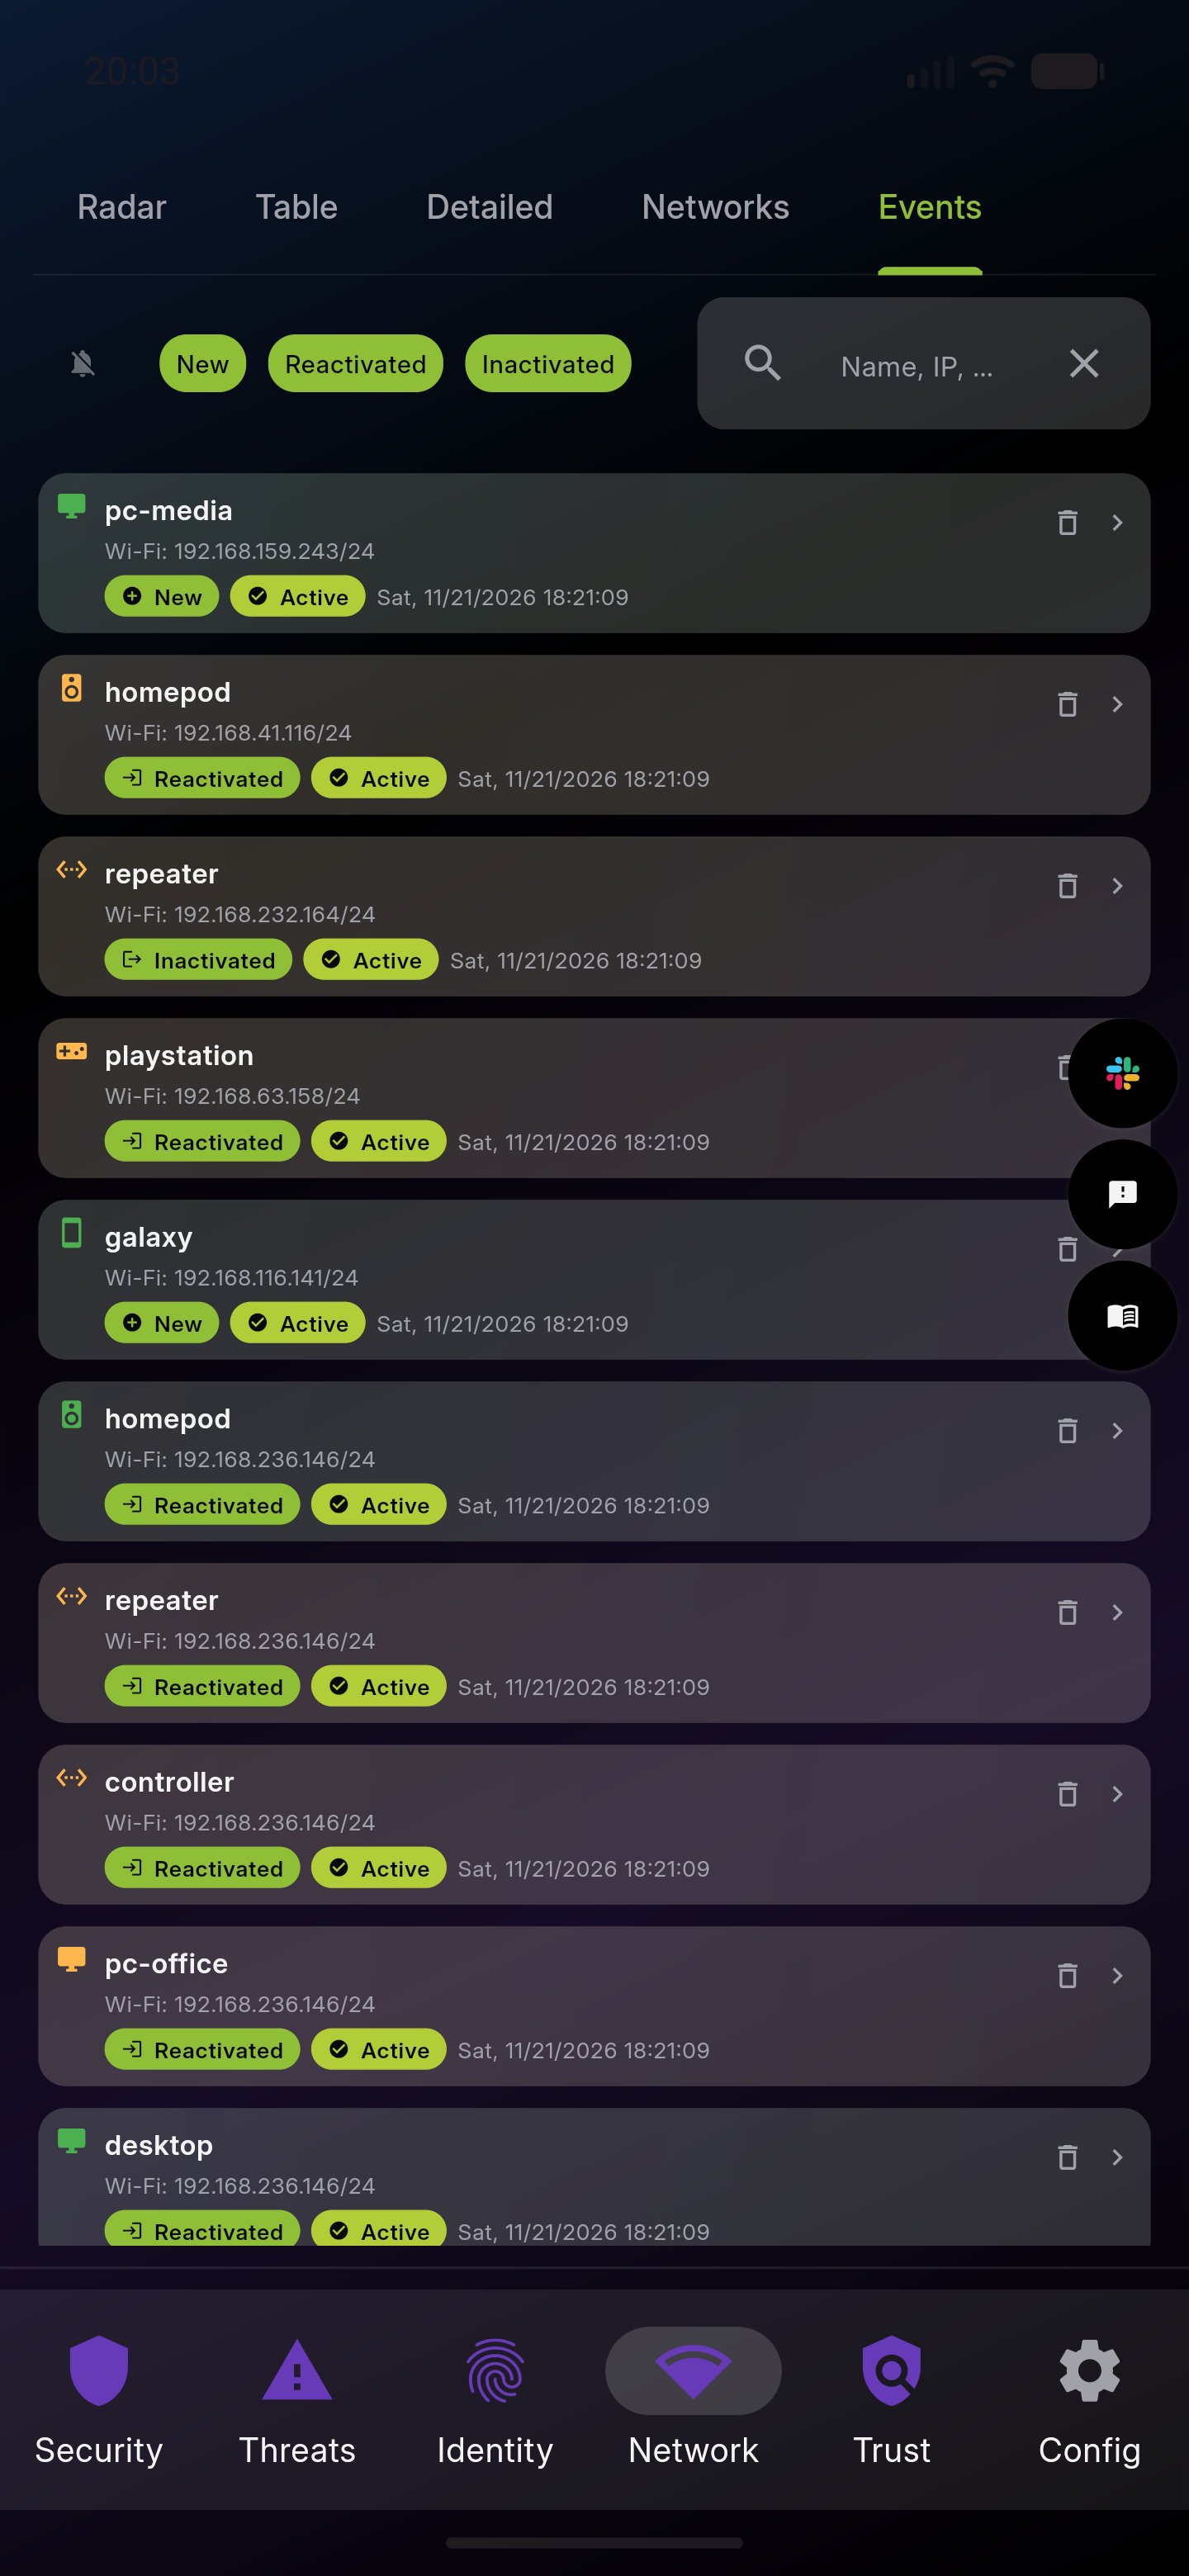 20:03
Radar Table Detailed Networks Events
New Reactivated Inactivated Name, IP, ...
pc-media
Wi-Fi: 192.168.159.243/24
New Active Sat, 11/21/2026 18:21:09
homepod
Wi-Fi: 192.168.41.116/24
Reactivated Active Sat, 11/21/2026 18:21:09
repeater
Wi-Fi: 192.168.232.164/24
Inactivated Active Sat, 11/21/2026 18:21:09
playstation
Wi-Fi: 192.168.63.158/24
Reactivated Active Sat, 11/21/2026 18:21:09
galaxy
Wi-Fi: 192.168.116.141/24
New Active Sat, 11/21/2026 18:21:09
homepod
Wi-Fi: 192.168.236.146/24
Reactivated Active Sat, 11/21/2026 18:21:09
repeater
Wi-Fi: 192.168.236.146/24
Reactivated Active Sat, 11/21/2026 18:21:09
controller
Wi-Fi: 192.168.236.146/24
Reactivated Active Sat, 11/21/2026 18:21:09
pc-office
Wi-Fi: 192.168.236.146/24
Reactivated Active Sat, 11/21/2026 18:21:09
desktop
Wi-Fi: 192.168.236.146/24
Reactivated Active Sat, 11/21/2026 18:21:09
Security Threats Identity Network Trust Config